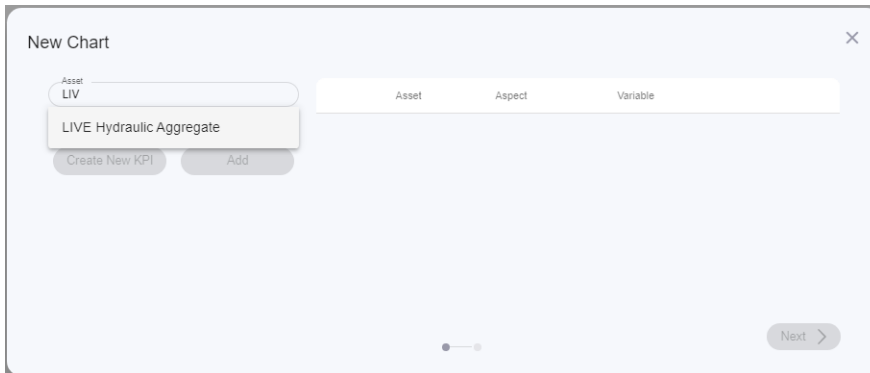 New Chart
Asset
LIV
LIVE Hydraulic Aggregate
Create New KPI
Add
Asset Aspect Variable
Next